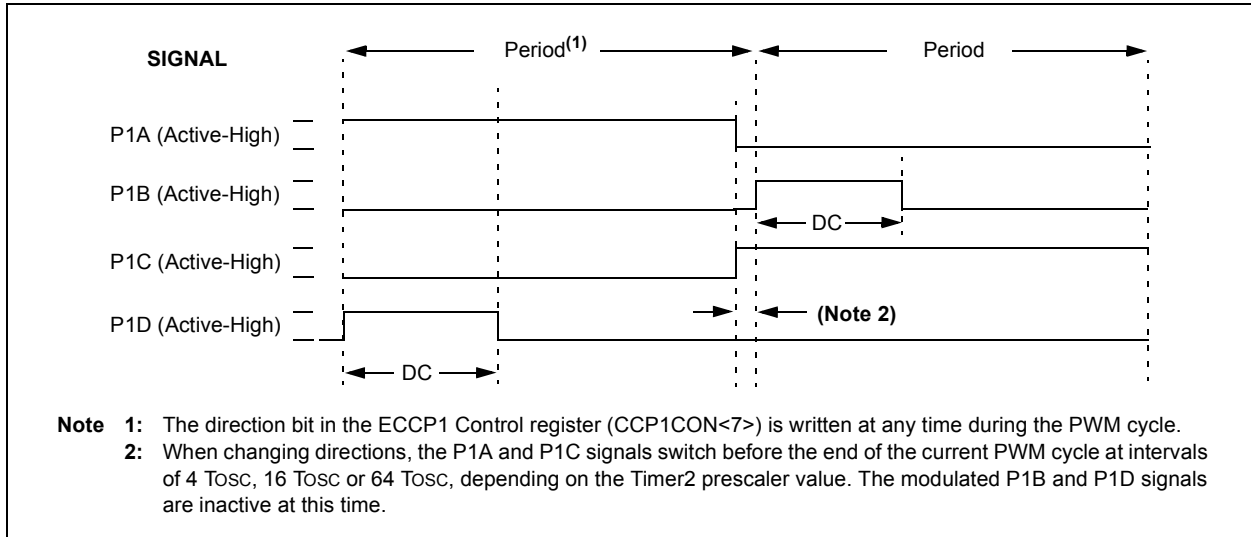 SIGNAL
Period(1)
Period
P1A (Active-High)
P1B (Active-High)
DC
P1C (Active-High)
P1D (Active-High)
(Note 2)
DC
Note 1: The direction bit in the ECCP1 Control register (CCP1CON<7>) is written at any time during the PWM cycle.
2: When changing directions, the P1A and P1C signals switch before the end of the current PWM cycle at intervals
of 4 TOSC, 16 TOSC or 64 TOSC, depending on the Timer2 prescaler value. The modulated P1B and P1D signals
are inactive at this time.